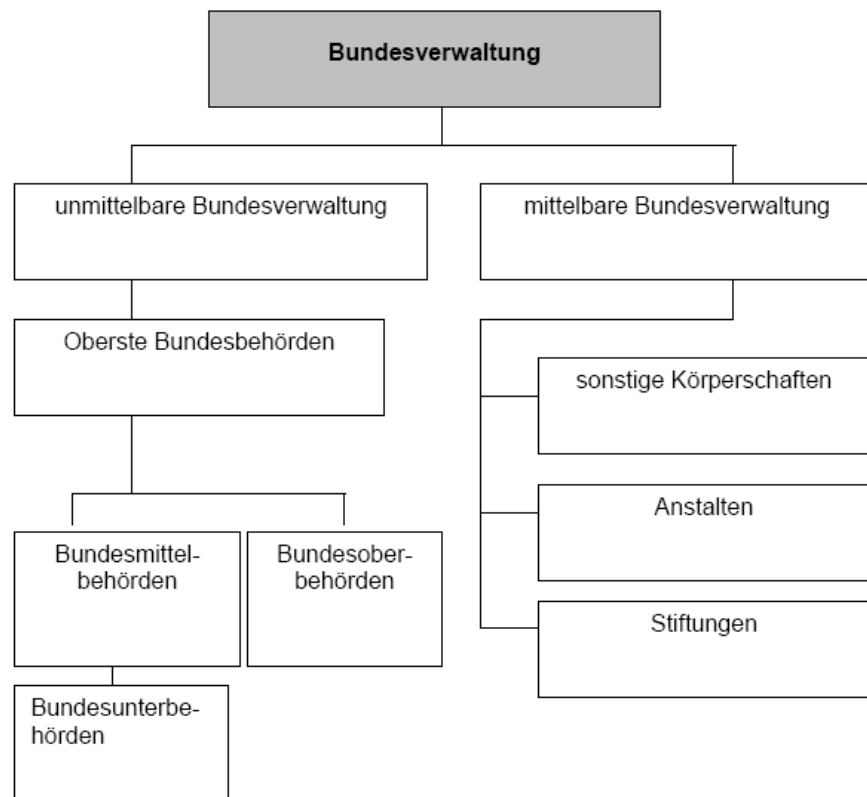 Bundesverwaltung
unmittelbare Bundesverwaltung
mittelbare Bundesverwaltung
Oberste Bundesbehörden
sonstige Körperschaften
Anstalten
Bundesmittel-
behörden
Bundesober-
behörden
Stiftungen
Bundesunterbe-
hörden